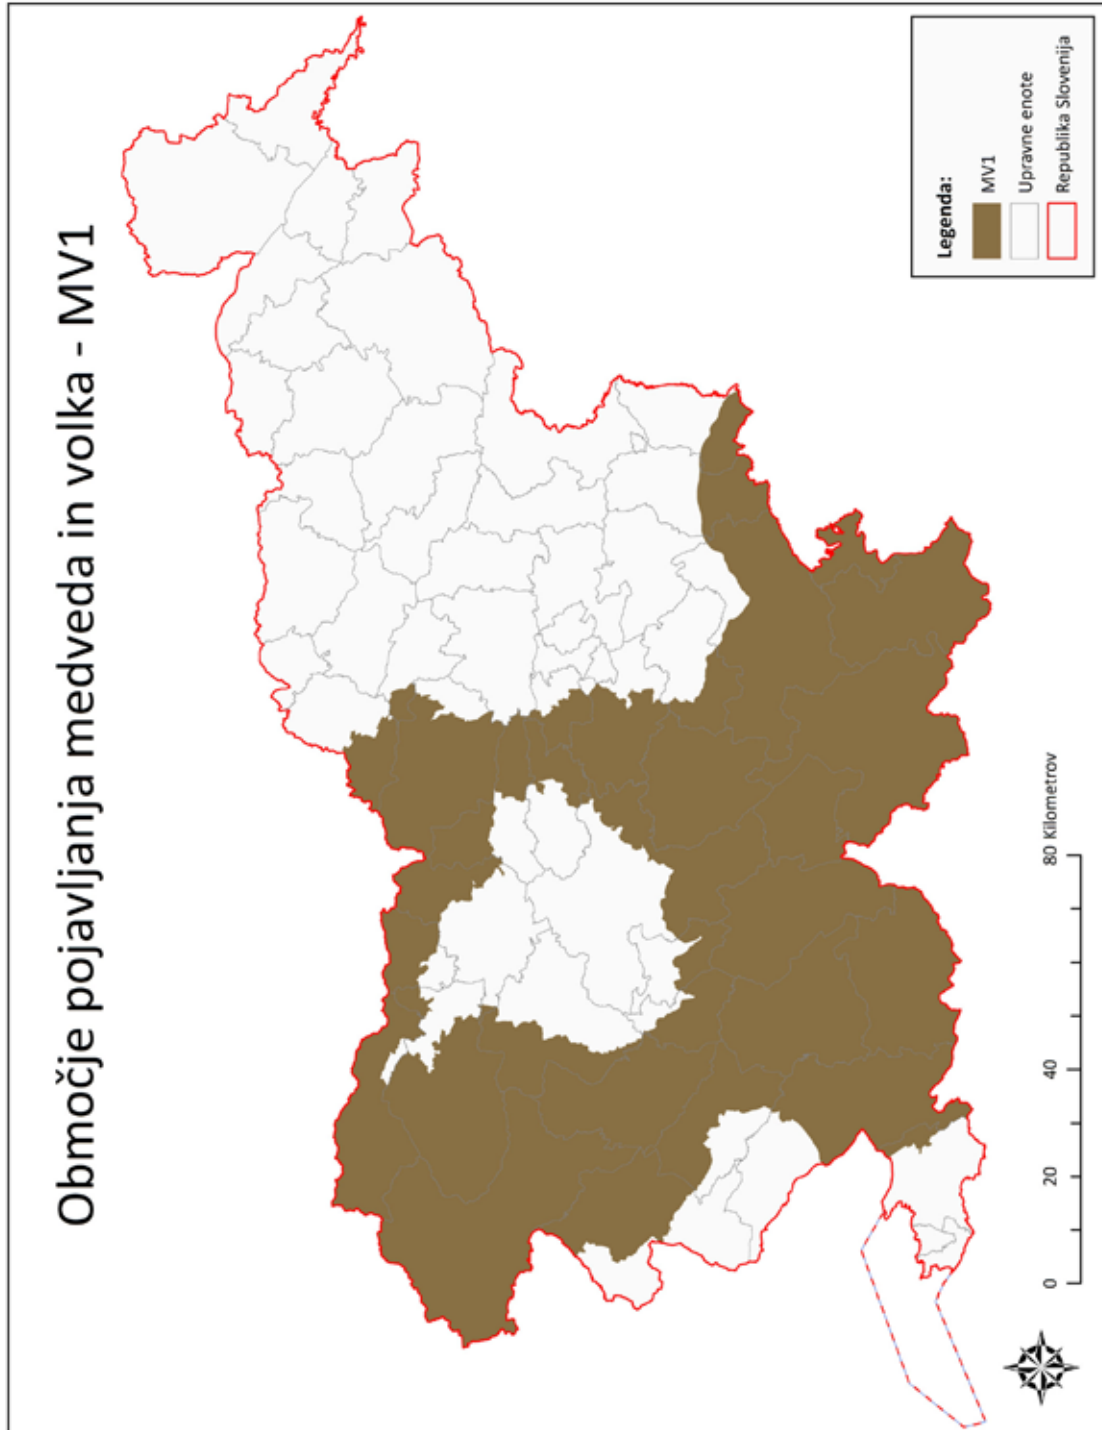 Območje pojavljanja medveda in volka - MV1
Legenda:
MV1
Upravne enote
Republika Slovenija
0 20 40 80 Kilometrov